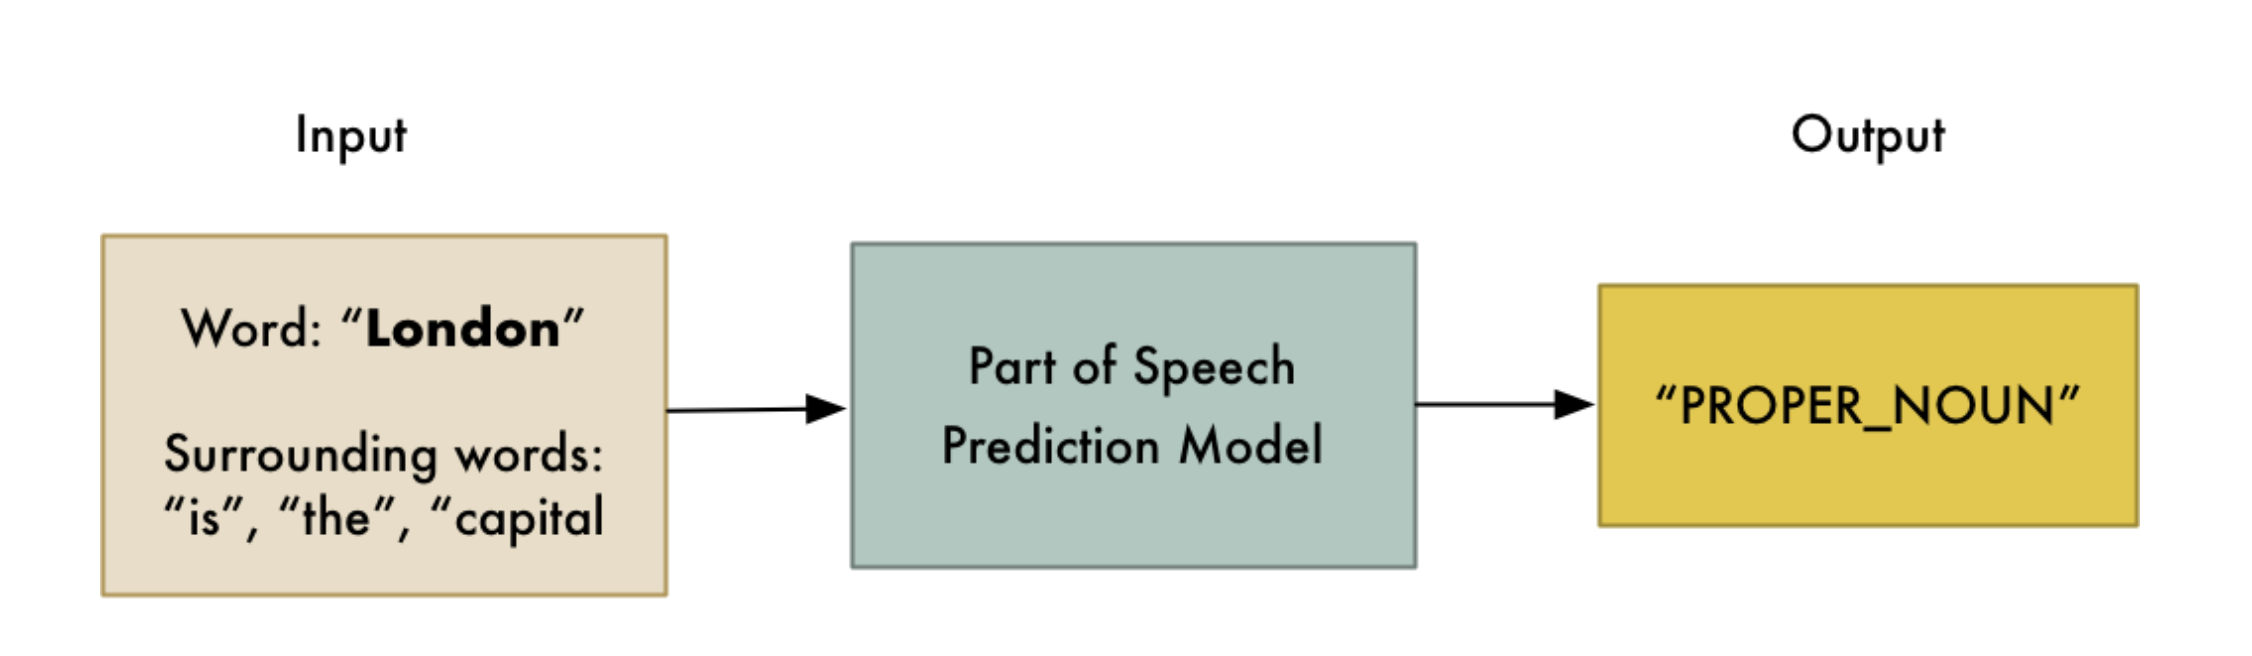 Input
Output
Word: “London”
Surrounding words:
“is”, “the”, “capital
Part of Speech
Prediction Model
“PROPER_NOUN”